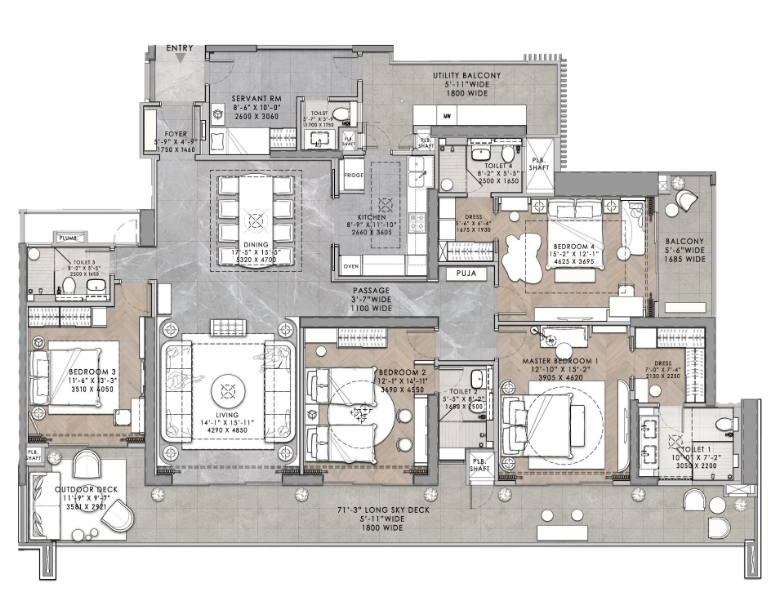 ENTRY
SERVANT RM
8'-6" X 10'-0"
2600 X 3060
TOILET
5'-7" X 5'-9"
1700 X 1750
UTILITY BALCONY
5'-11" WIDE
1800 WIDE
MW
FOYER
5'-9" X 4'-9"
1750 X 1460
PLB.
SHAFT
PLB.
SHAFT
FRIDGE
TOILET 4
8'-2" X 5'-5"
2500 X 1650
PLB.
SHAFT
KITCHEN
8'-9" X 11'-10"
2660 X 3605
OVEN
DRESS
5'-6" X 6'-4"
1675 X 1930
BEDROOM 4
15'-2" X 12'-1"
4625 X 3695
BALCONY
5'-6" WIDE
1685 WIDE
DINING
17'-5" X 15'-5"
5320 X 4700
PLUMB.
TOILET 3
8'-2" X 5'-5"
2500 X 1650
PUJA
PASSAGE
3'-7" WIDE
1100 WIDE
BEDROOM 3
11'-6" X 13'-3"
3510 X 4050
LIVING
14'-1" X 15'-11"
4290 X 4850
BEDROOM 2
12'-1" X 14'-11"
3690 X 4550
TOILET 2
5'-5" X 8'-2"
1650 X 2500
MASTER BEDROOM 1
12'-10" X 15'-2"
3905 X 4620
DRESS
7'-0" X 7'-4"
2130 X 2250
TOILET 1
10'-0" X 7'-2"
3050 X 2200
PLB.
SHAFT
PLB.
SHAFT
OUTDOOR DECK
11'-9" X 9'-7"
3581 X 2921
71'-3" LONG SKY DECK
5'-11" WIDE
1800 WIDE